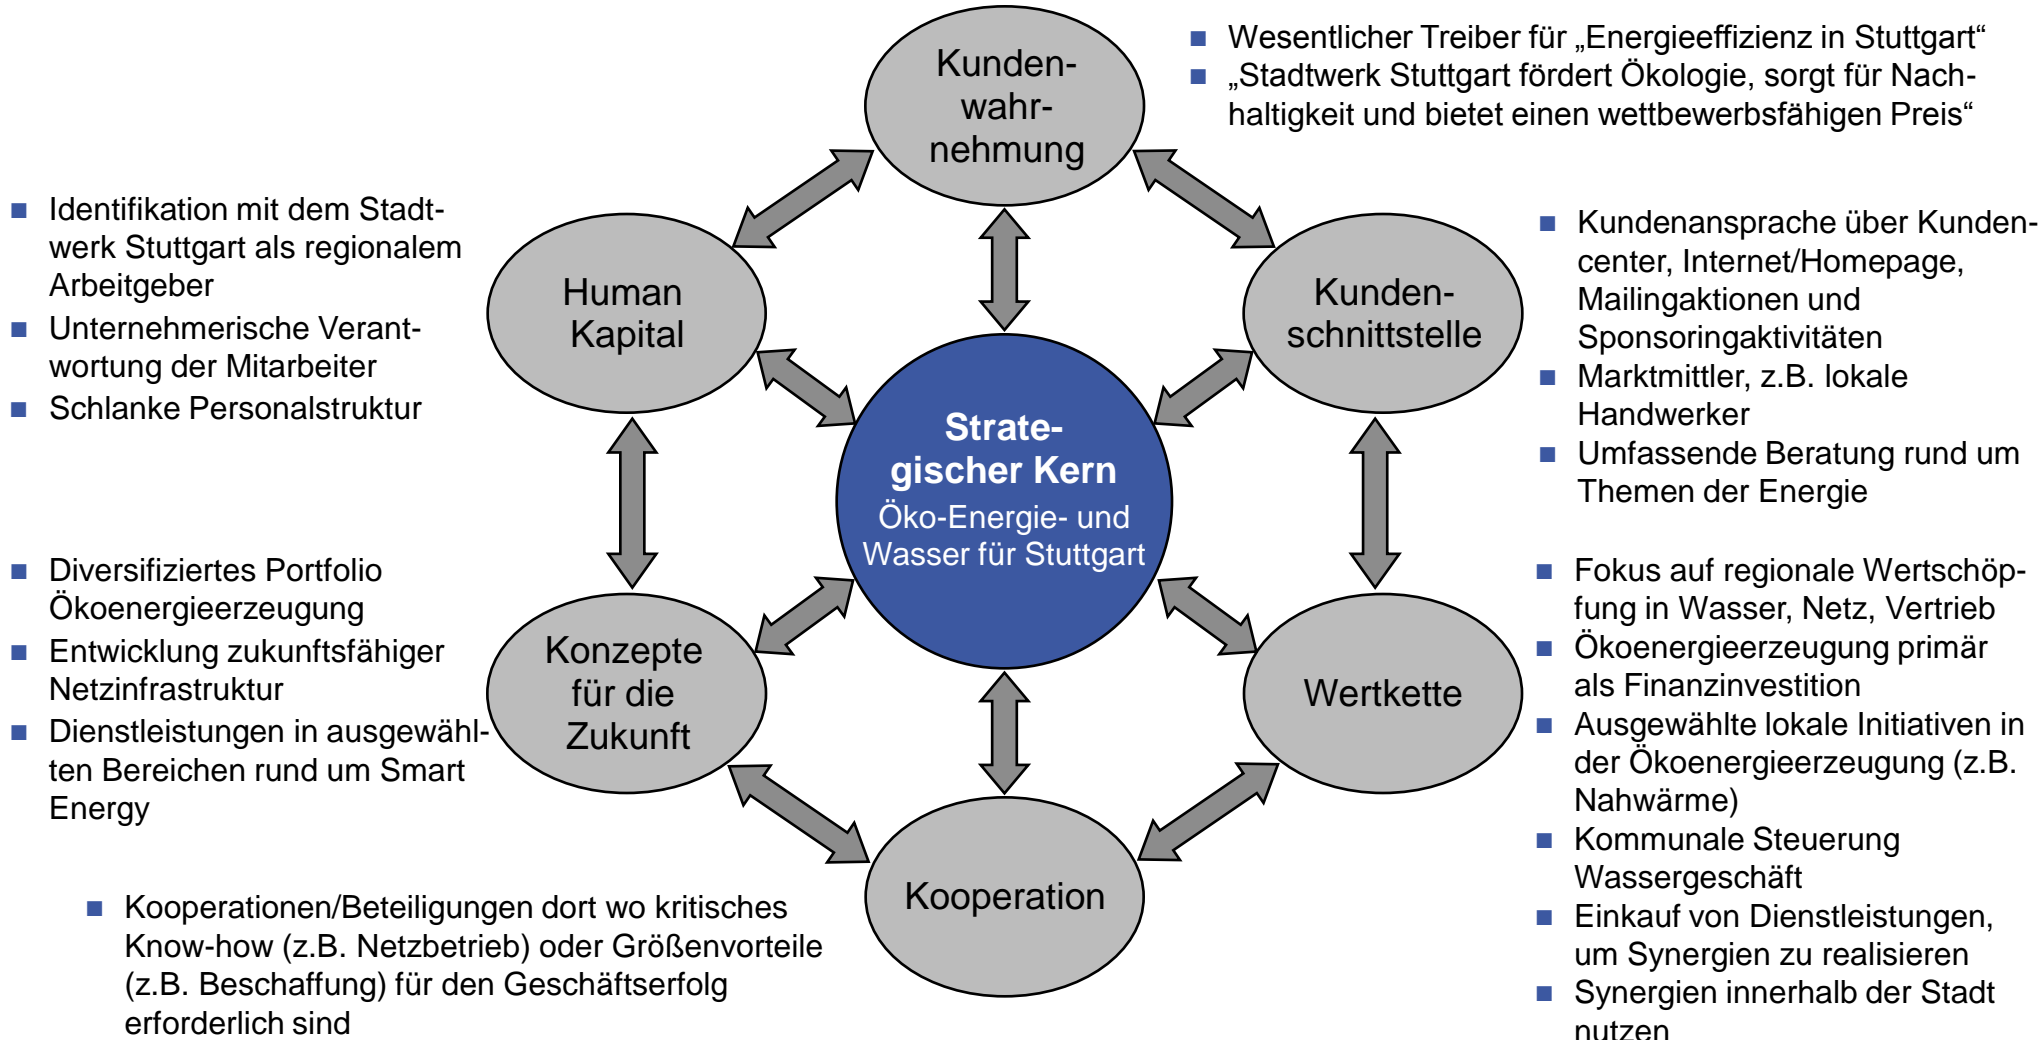 Kunden-
wahr-
nehmung
Wesentlicher Treiber für „Energieeffizienz in Stuttgart“
„Stadtwerk Stuttgart fördert Ökologie, sorgt für Nach-
haltigkeit und bietet einen wettbewerbsfähigen Preis“
Identifikation mit dem Stadt-
werk Stuttgart als regionalem
Arbeitgeber
Unternehmerische Verant-
wortung der Mitarbeiter
Schlanke Personalstruktur
Human
Kapital
Kunden-
schnittstelle
Kundenansprache über Kunden-
center, Internet/Homepage,
Mailingaktionen und
Sponsoringaktivitäten
Marktmittler, z.B. lokale
Handwerker
Umfassende Beratung rund um
Themen der Energie
Strate-
gischer Kern
Öko-Energie- und
Wasser für Stuttgart
Diversifiziertes Portfolio
Ökoenergieerzeugung
Entwicklung zukunftsfähiger
Netzinfrastruktur
Dienstleistungen in ausgewähl-
ten Bereichen rund um Smart
Energy
Konzepte
für die
Zukunft
Wertkette
Fokus auf regionale Wertschöp-
fung in Wasser, Netz, Vertrieb
Ökoenergieerzeugung primär
als Finanzinvestition
Ausgewählte lokale Initiativen in
der Ökoenergieerzeugung (z.B.
Nahwärme)
Kommunale Steuerung
Wassergeschäft
Einkauf von Dienstleistungen,
um Synergien zu realisieren
Synergien innerhalb der Stadt
nutzen
Kooperation
Kooperationen/Beteiligungen dort wo kritisches
Know-how (z.B. Netzbetrieb) oder Größenvorteile
(z.B. Beschaffung) für den Geschäftserfolg
erforderlich sind